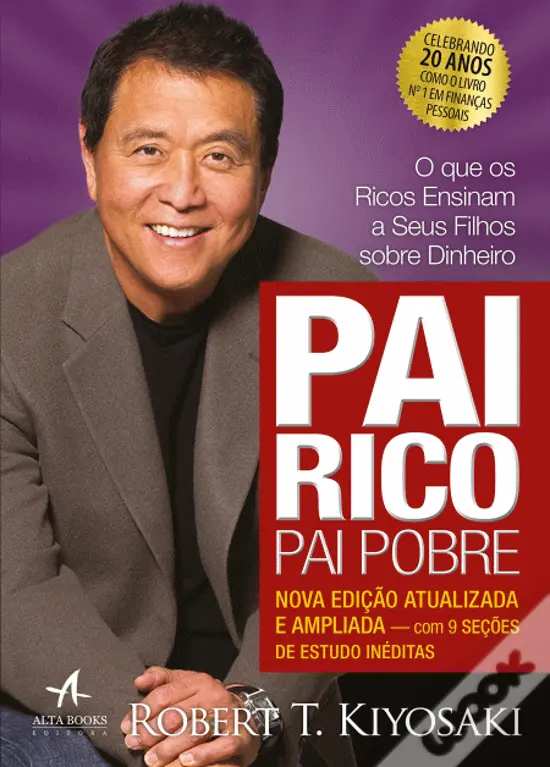 CELEBRANDO
20 ANOS
COMO O LIVRO
Nº 1 EM FINANÇAS
PESSOAIS
O que os
Ricos Ensinam
a Seus Filhos
sobre Dinheiro
PAI
RICO
PAI POBRE
NOVA EDIÇÃO ATUALIZADA
E AMPLIADA — com 9 SEÇÕES
DE ESTUDO INÉDITAS
ALTA BOOKS
EDITORA
ROBERT T. KIYOSAKI